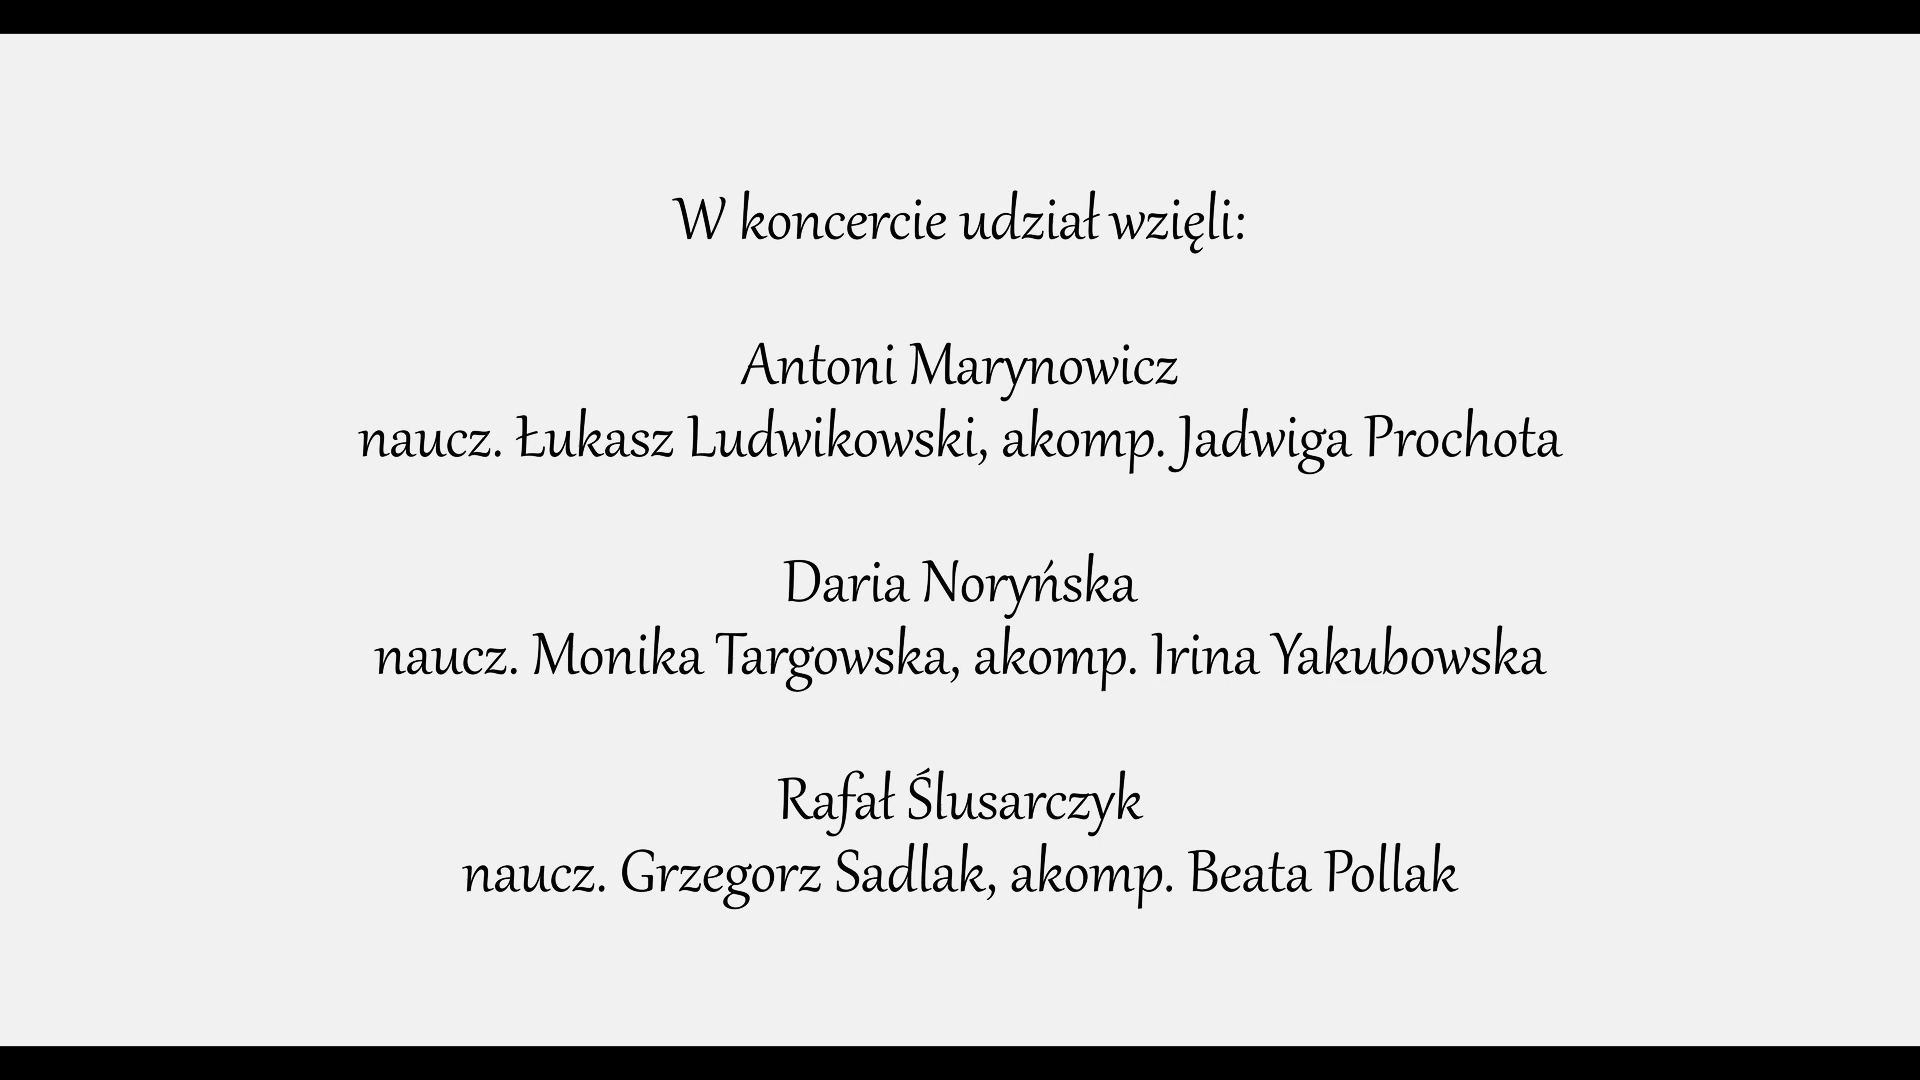 W koncercie udział wzięli:
Antoni Marynowicz
naucz. Łukasz Ludwikowski, akomp. Jadwiga Prochota
Daria Noryńska
naucz. Monika Targowska, akomp. Irina Yakubowska
Rafał Ślusarczyk
naucz. Grzegorz Sadlak, akomp. Beata Pollak